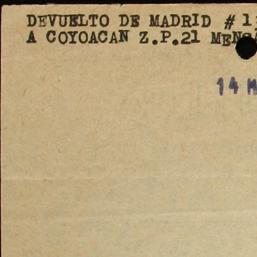 DEVUELTO DE MADRID #
A COYOACAN Z.P.21
14